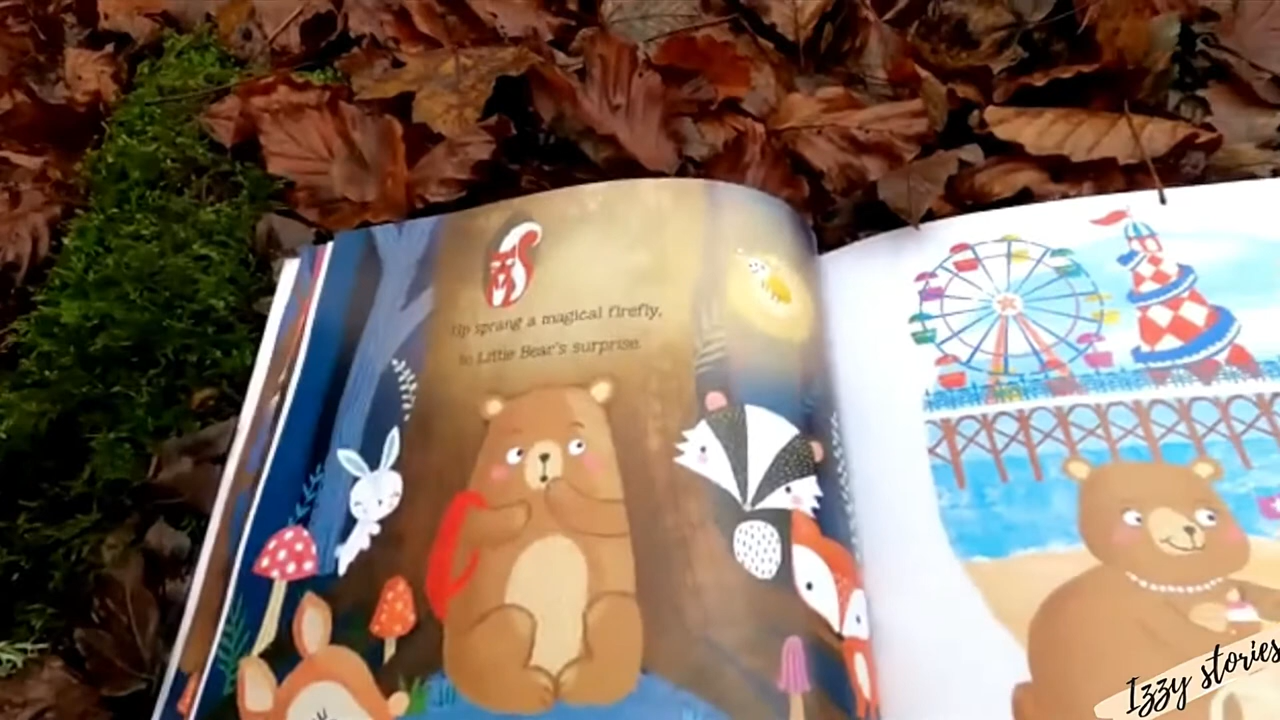 Up sprang a magical firefly,
to Little Bear's surprise.
Izzy stories